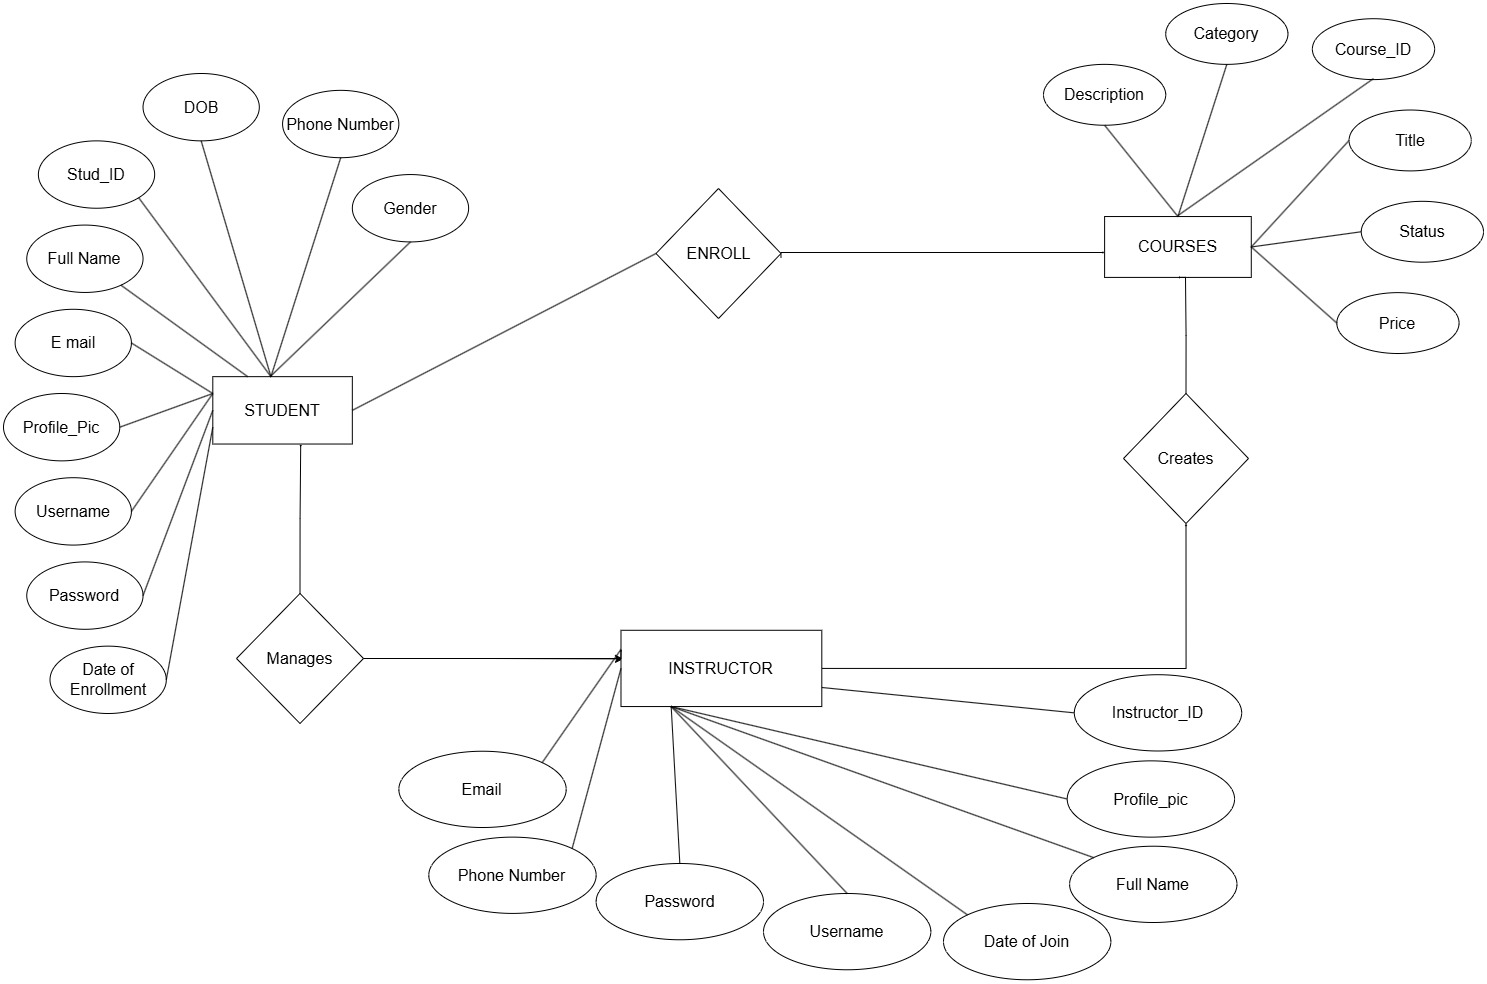 Category
Course_ID
Description
DOB
Phone Number
Title
Stud_ID
Gender
Status
COURSES
ENROLL
Full Name
Price
E mail
STUDENT
Profile_Pic
Creates
Username
Password
Manages
INSTRUCTOR
Date of
Enrollment
Instructor_ID
Email
Profile_pic
Phone Number
Full Name
Password
Username
Date of Join